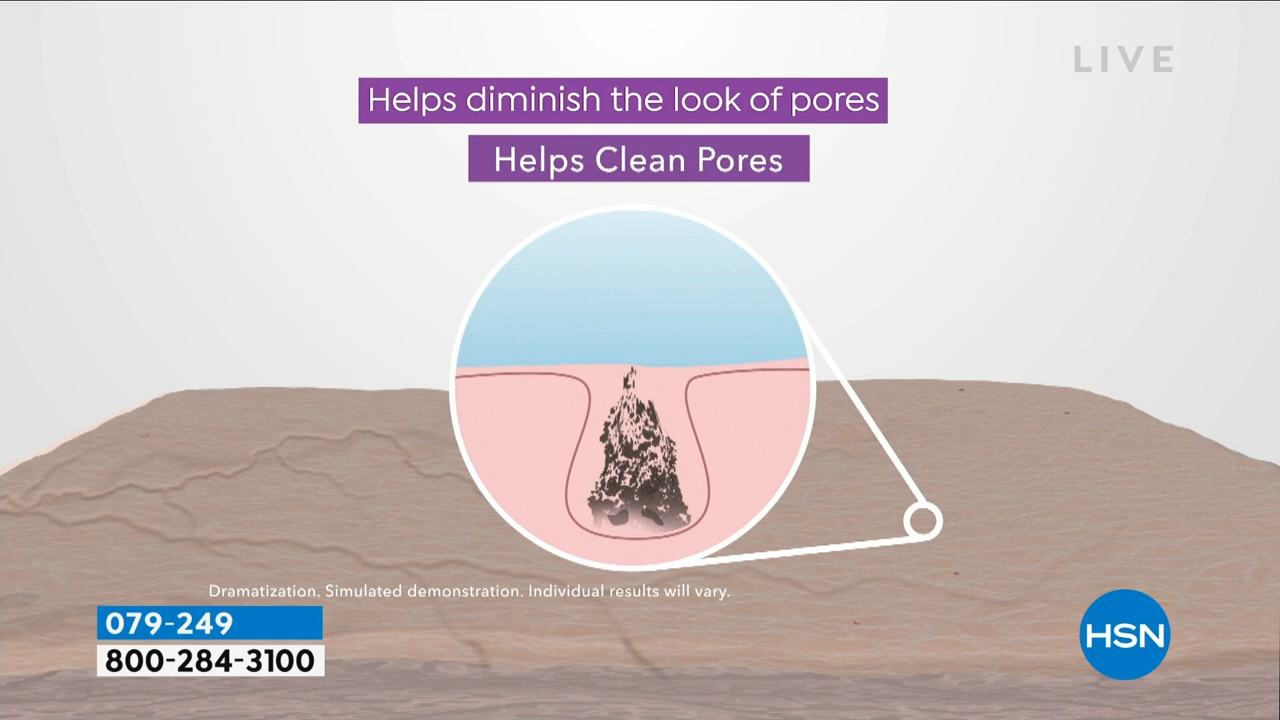 LIVE
Helps diminish the look of pores
Helps Clean Pores
Dramatization. Simulated demonstration. Individual results will vary.
079-249
800-284-3100
HSN